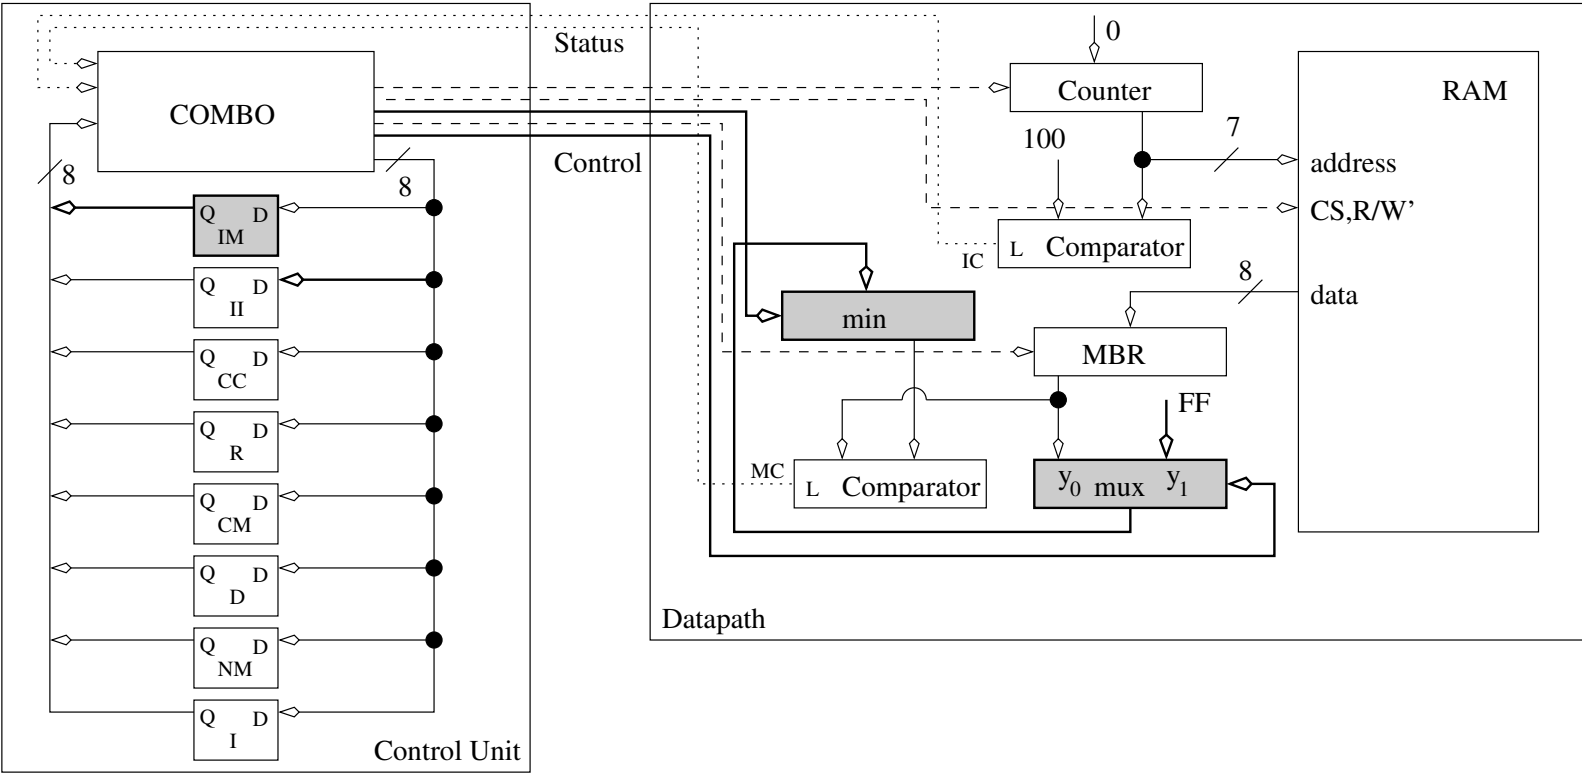 Status
0
COMBO
Counter
RAM
100
7
Control
8
8
address
Q D
IM
CS,R/W'
L Comparator
IC
8
data
Q D
II
min
MBR
Q D
CC
FF
Q D
R
MC
L Comparator
y0 mux y1
Q D
CM
Q D
D
Datapath
Q D
NM
Q D
I
Control Unit